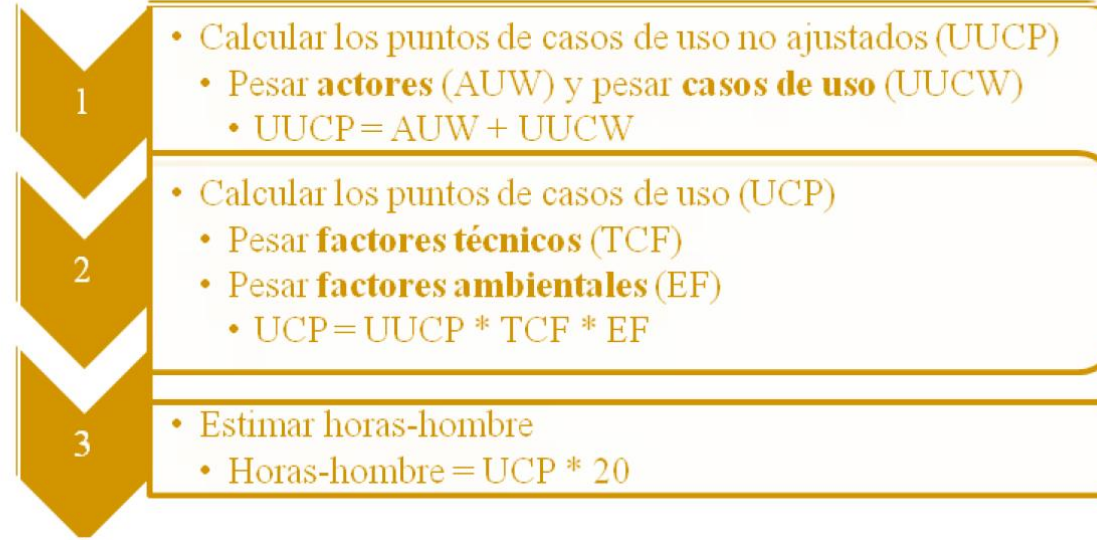 1
• Calcular los puntos de casos de uso no ajustados (UUCP)
• Pesar actores (AUW) y pesar casos de uso (UUCW)
• UUCP = AUW + UUCW
2
• Calcular los puntos de casos de uso (UCP)
• Pesar factores técnicos (TCF)
• Pesar factores ambientales (EF)
• UCP = UUCP * TCF * EF
3
• Estimar horas-hombre
• Horas-hombre = UCP * 20